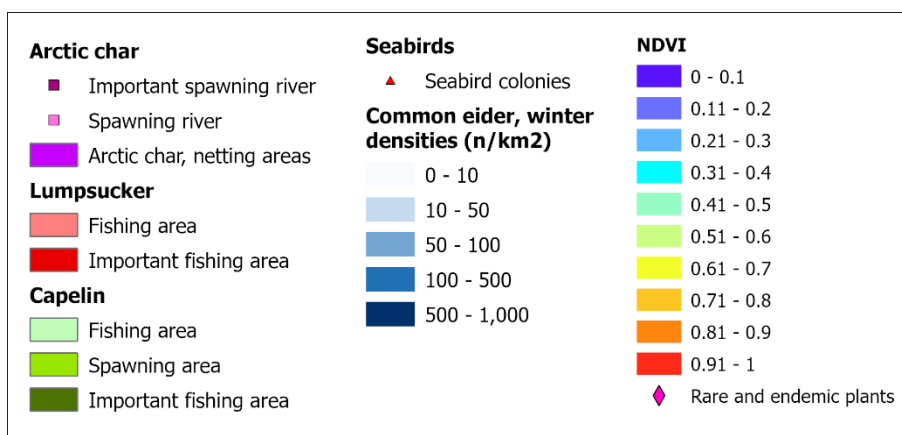 Arctic char
Important spawning river
Spawning river
Arctic char, netting areas
Lumpsucker
Fishing area
Important fishing area
Capelin
Fishing area
Spawning area
Important fishing area
Seabirds
Seabird colonies
Common eider, winter
densities (n/km2)
0 - 10
10 - 50
50 - 100
100 - 500
500 - 1,000
NDVI
0 - 0.1
0.11 - 0.2
0.21 - 0.3
0.31 - 0.4
0.41 - 0.5
0.51 - 0.6
0.61 - 0.7
0.71 - 0.8
0.81 - 0.9
0.91 - 1
Rare and endemic plants